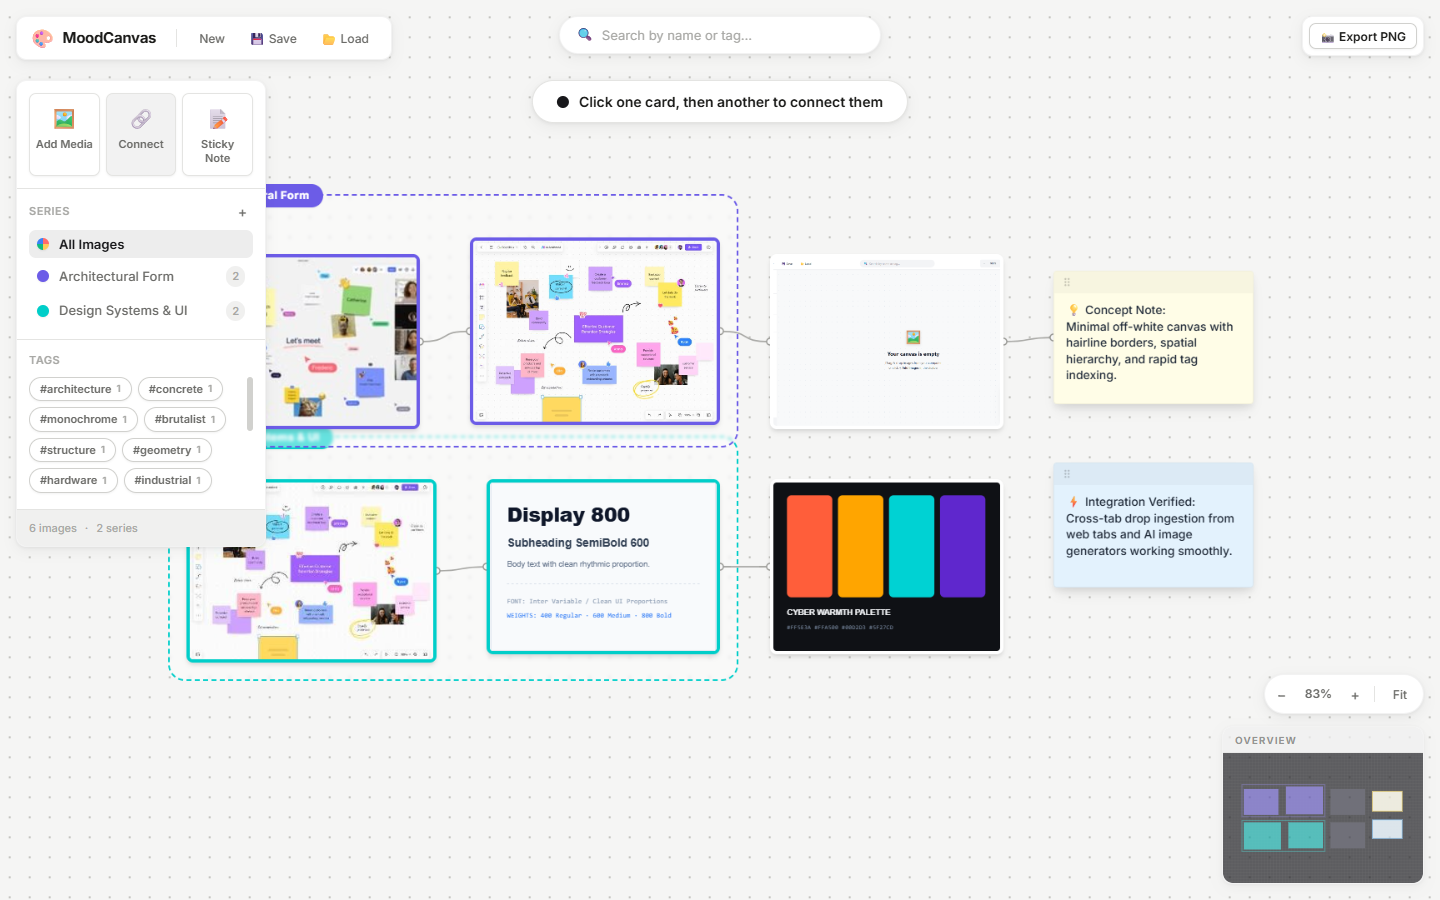 MoodCanvas
New
Save
Load
Search by name or tag...
Export PNG
Click one card, then another to connect them
Add Media
Connect
Sticky
Note
SERIES
+
All Images
Architectural Form 2
Design Systems & UI 2
TAGS
#architecture 1
#concrete 1
#monochrome 1
#brutalist 1
#structure 1
#geometry 1
#hardware 1
#industrial 1
6 images · 2 series
ral Form
Let's meet
Your canvas is empty
Concept Note:
Minimal off-white canvas with
hairline borders, spatial
hierarchy, and rapid tag
indexing.
Display 800
Subheading SemiBold 600
Body text with clean rhythmic proportion.
FONT: Inter Variable / Clean UI Proportions
WEIGHTS: 400 Regular - 600 Medium - 800 Bold
CYBER WARMTH PALETTE
Integration Verified:
Cross-tab drop ingestion from
web tabs and AI image
generators working smoothly.
− 83% + Fit
OVERVIEW